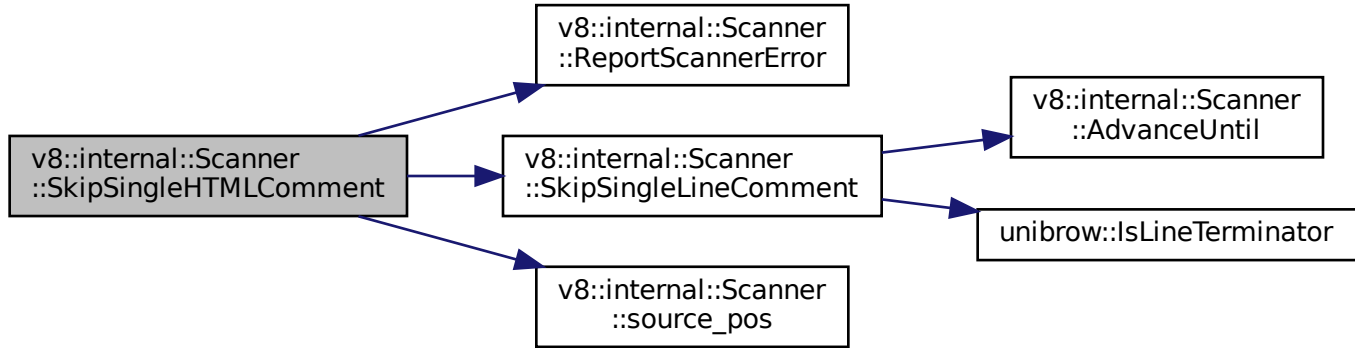 v8::internal::Scanner
::SkipSingleHTMLComment
v8::internal::Scanner
::ReportScannerError
v8::internal::Scanner
::SkipSingleLineComment
v8::internal::Scanner
::source_pos
v8::internal::Scanner
::AdvanceUntil
unibrow::IsLineTerminator